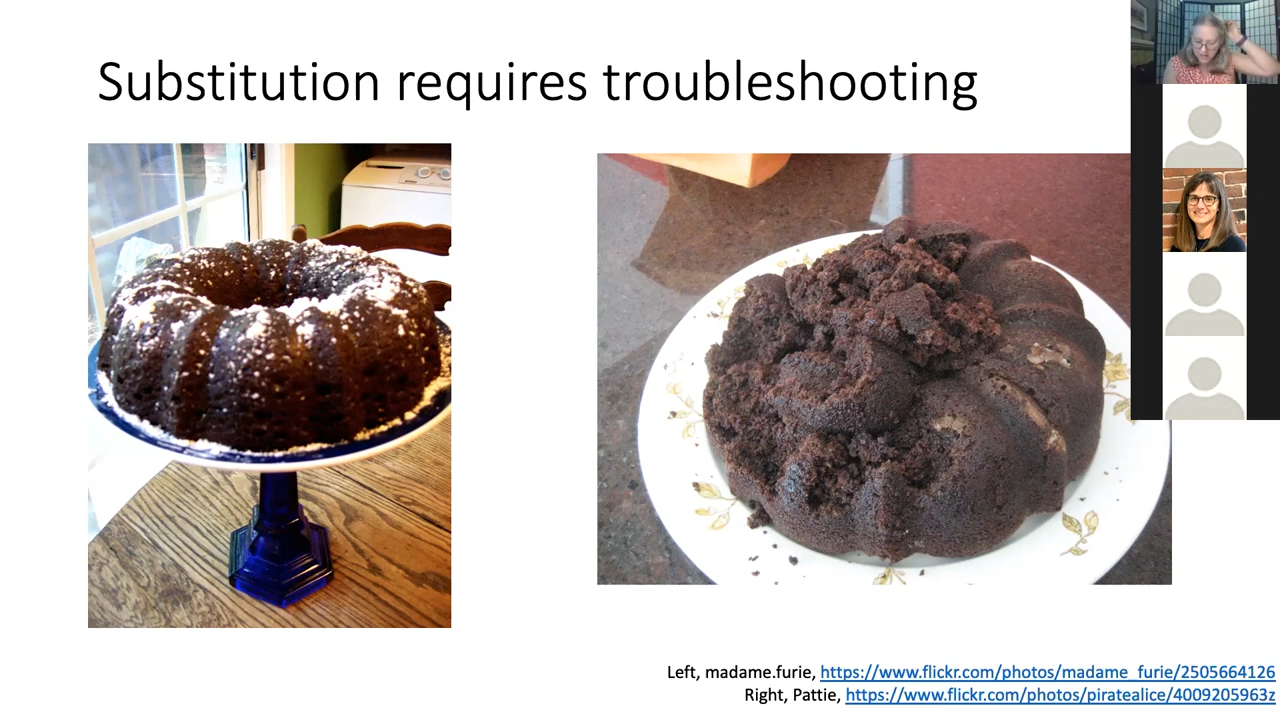 Substitution requires troubleshooting
Left, madame.furie, https://www.flickr.com/photos/madame_furie/2505664126
Right, Pattie, https://www.flickr.com/photos/piratealice/4009205963z